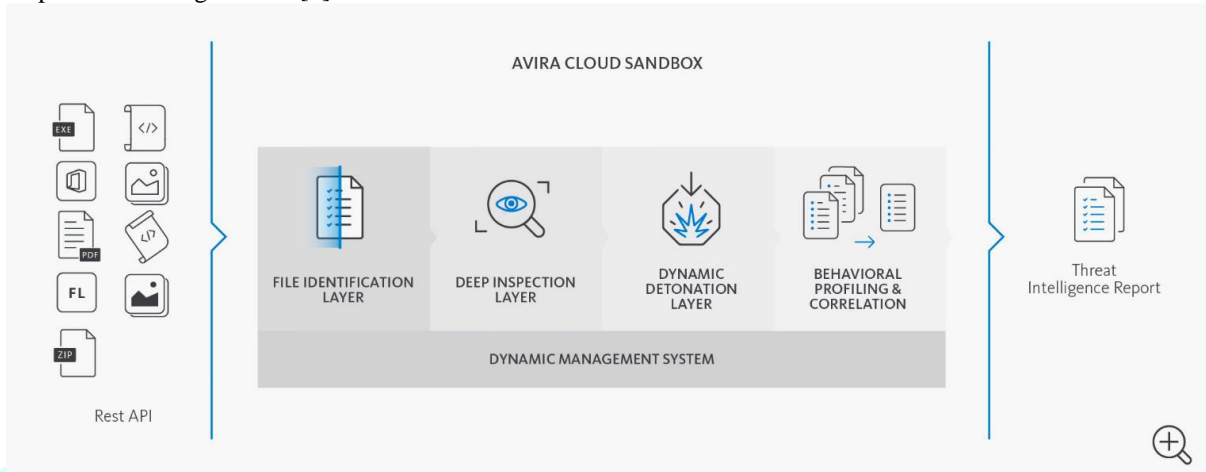 AVIRA CLOUD SANDBOX
EXE
</>
</>
PDF
FL
ZIP
Rest API
FILE IDENTIFICATION
LAYER
DEEP INSPECTION
LAYER
DYNAMIC
DETONATION
LAYER
BEHAVIORAL
PROFILING &
CORRELATION
DYNAMIC MANAGEMENT SYSTEM
Threat
Intelligence Report